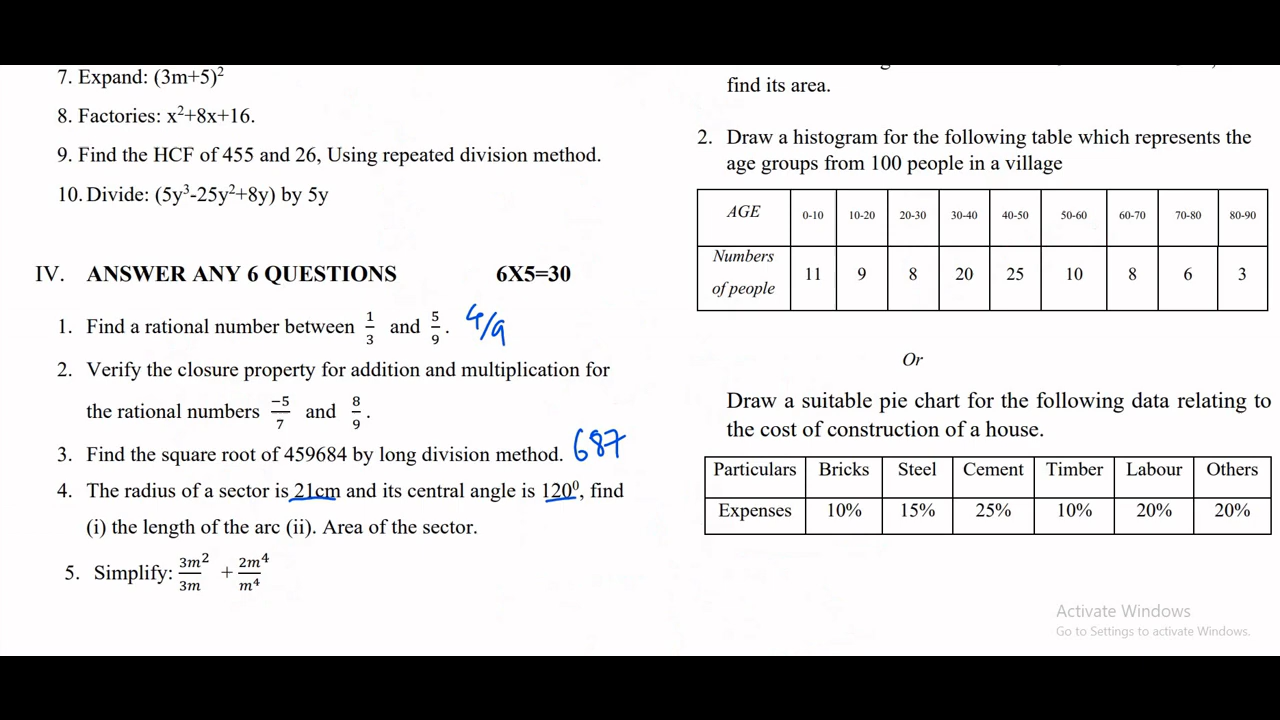 7. Expand: (3m+5)²
8. Factories: x²+8x+16.
9. Find the HCF of 455 and 26, Using repeated division method.
10. Divide: (5y³-25y²+8y) by 5y
IV. ANSWER ANY 6 QUESTIONS 6X5=30
1. Find a rational number between 1/3 and 5/9. 4/9
2. Verify the closure property for addition and multiplication for
the rational numbers -5/7 and 8/9.
3. Find the square root of 459684 by long division method. 687
4. The radius of a sector is 21cm and its central angle is 120⁰, find
(i) the length of the arc (ii). Area of the sector.
5. Simplify: 3m²/3m + 2m⁴/m⁴
find its area.
2. Draw a histogram for the following table which represents the
age groups from 100 people in a village
AGE 0-10 10-20 20-30 30-40 40-50 50-60 60-70 70-80 80-90
Numbers
of people 11 9 8 20 25 10 8 6 3
Or
Draw a suitable pie chart for the following data relating to
the cost of construction of a house.
Particulars Bricks Steel Cement Timber Labour Others
Expenses 10% 15% 25% 10% 20% 20%
Activate Windows
Go to Settings to activate Windows.